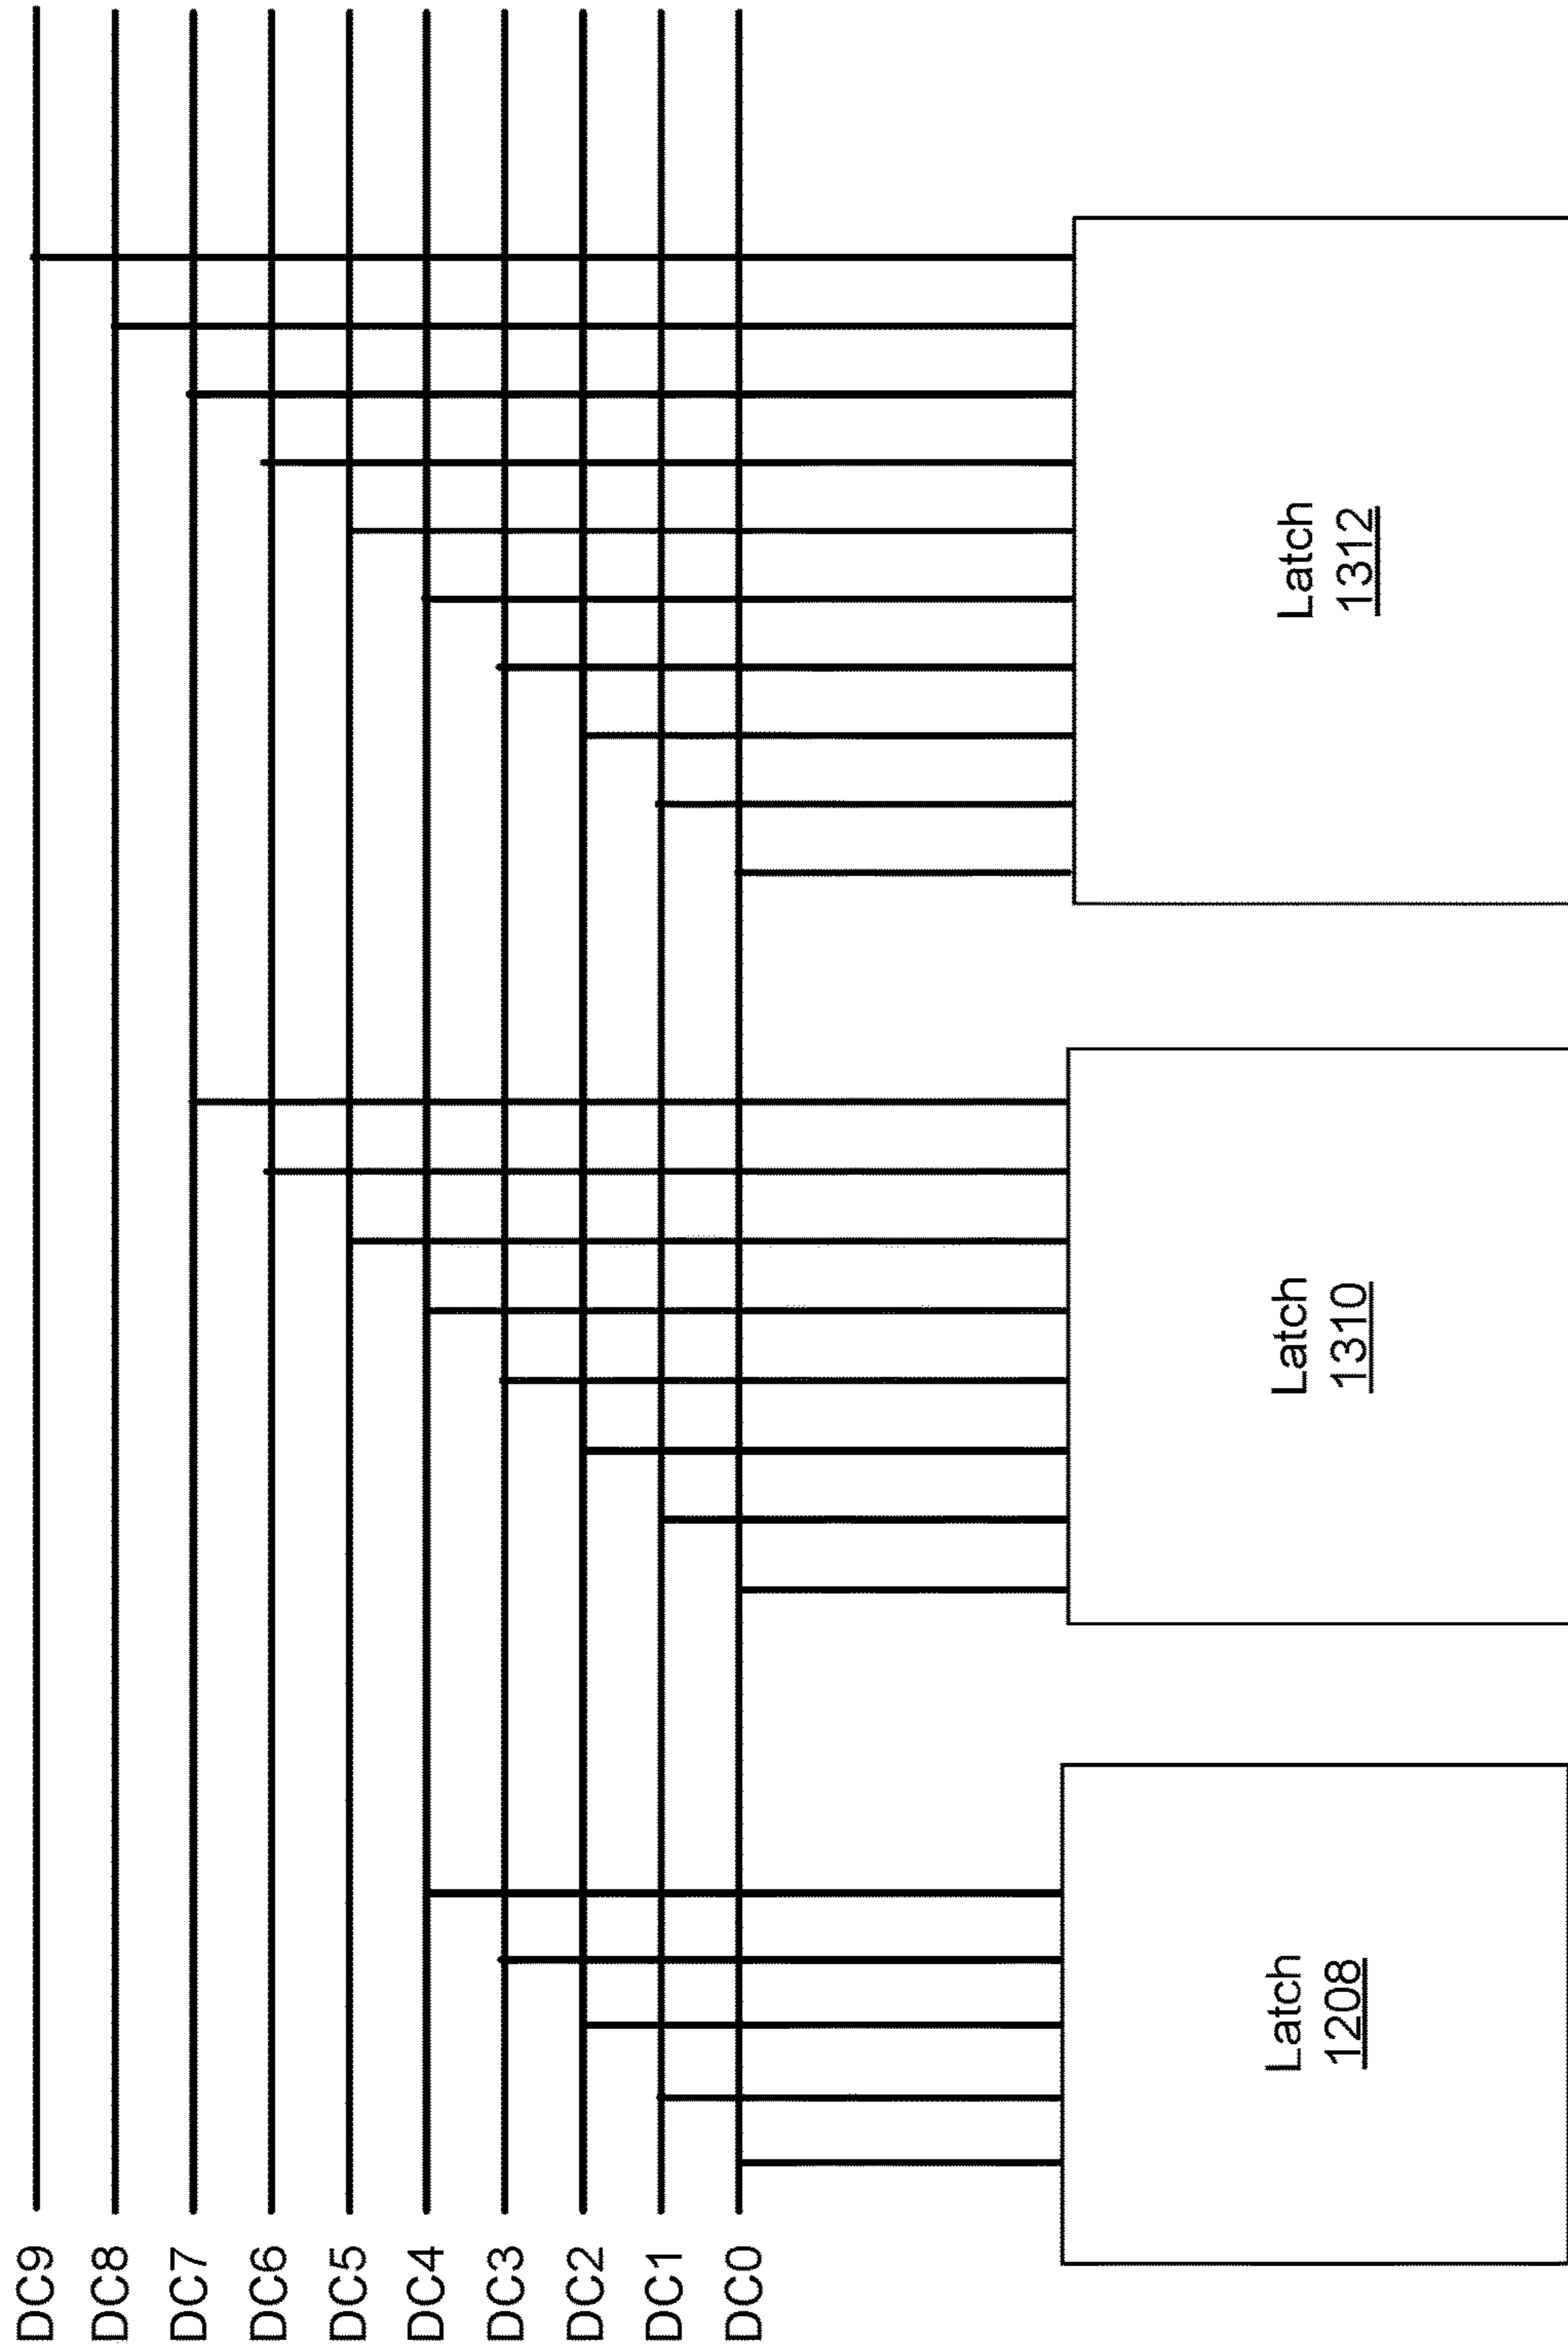 DC9
DC8
DC7
DC6
DC5
DC4
DC3
DC2
DC1
DC0
Latch
1208
Latch
1310
Latch
1312